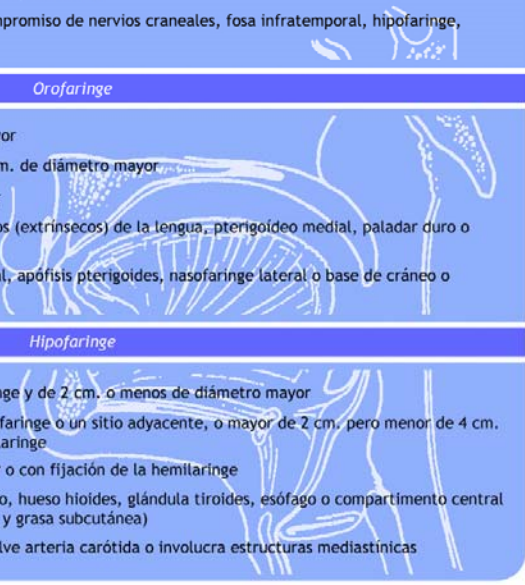 promiso de nervios craneales, fosa infratemporal, hipofaringe,
Orofaringe
or
m. de diámetro mayor
os (extrínsecos) de la lengua, pterigoídeo medial, paladar duro o
al, apófisis pterigoides, nasofaringe lateral o base de cráneo o
Hipofaringe
nge y de 2 cm. o menos de diámetro mayor
faringe o un sitio adyacente, o mayor de 2 cm. pero menor de 4 cm.
aringe
o con fijación de la hemilaringe
o, hueso hioides, glándula tiroides, esófago o compartimento central
y grasa subcutánea)
lve arteria carótida o involucra estructuras mediastínicas